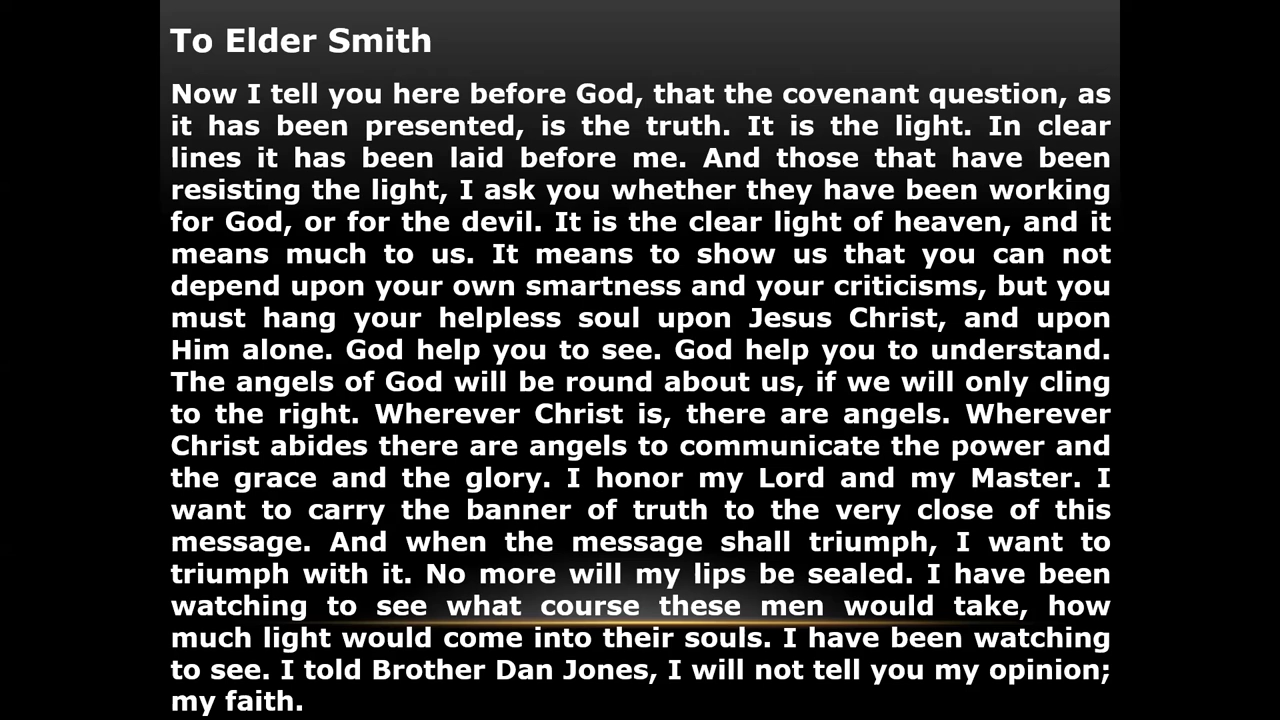 To Elder Smith
Now I tell you here before God, that the covenant question, as
it has been presented, is the truth. It is the light. In clear
lines it has been laid before me. And those that have been
resisting the light, I ask you whether they have been working
for God, or for the devil. It is the clear light of heaven, and it
means much to us. It means to show us that you can not
depend upon your own smartness and your criticisms, but you
must hang your helpless soul upon Jesus Christ, and upon
Him alone. God help you to see. God help you to understand.
The angels of God will be round about us, if we will only cling
to the right. Wherever Christ is, there are angels. Wherever
Christ abides there are angels to communicate the power and
the grace and the glory. I honor my Lord and my Master. I
want to carry the banner of truth to the very close of this
message. And when the message shall triumph, I want to
triumph with it. No more will my lips be sealed. I have been
watching to see what course these men would take, how
much light would come into their souls. I have been watching
to see. I told Brother Dan Jones, I will not tell you my opinion;
my faith.